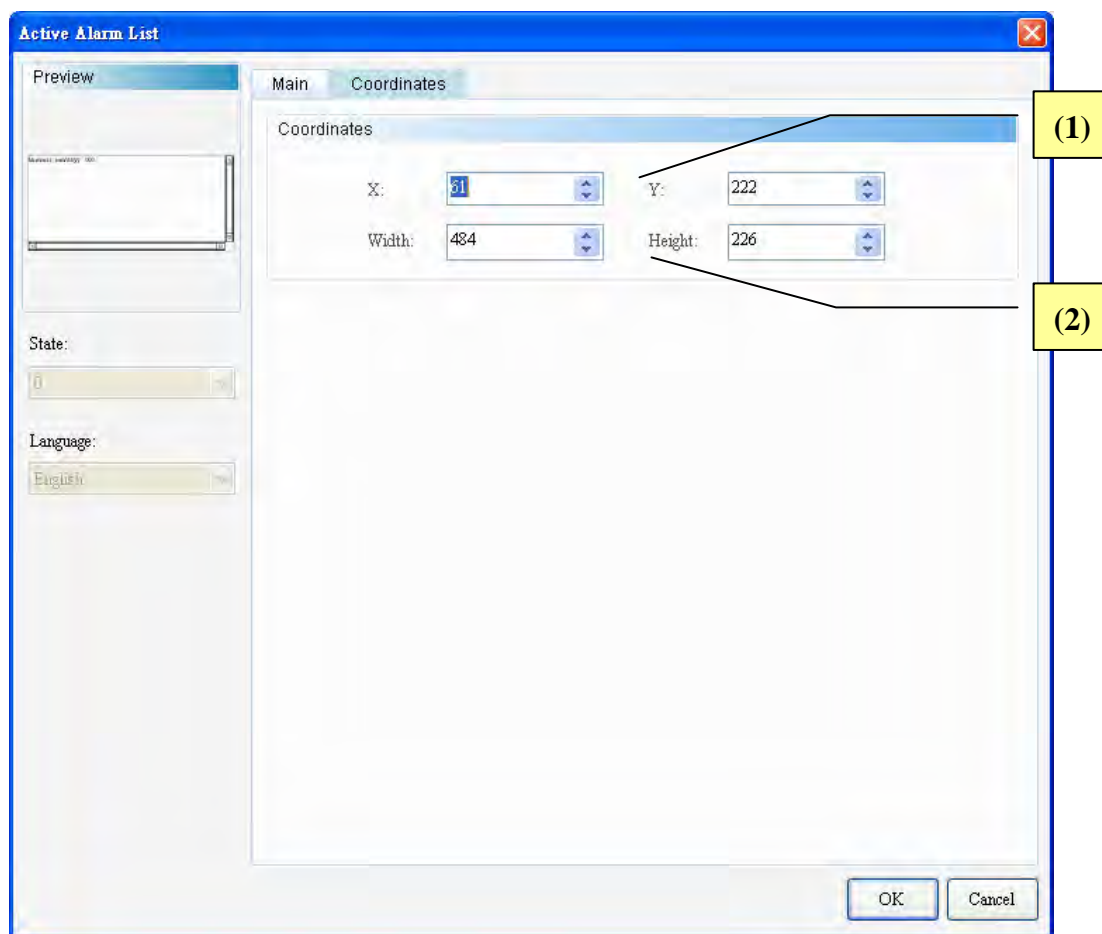 Active Alarm List
Preview
Main Coordinates
Coordinates
(1)
X: 61 Y: 222
Width: 484 Height: 226
(2)
State:
0
Language:
English
OK Cancel